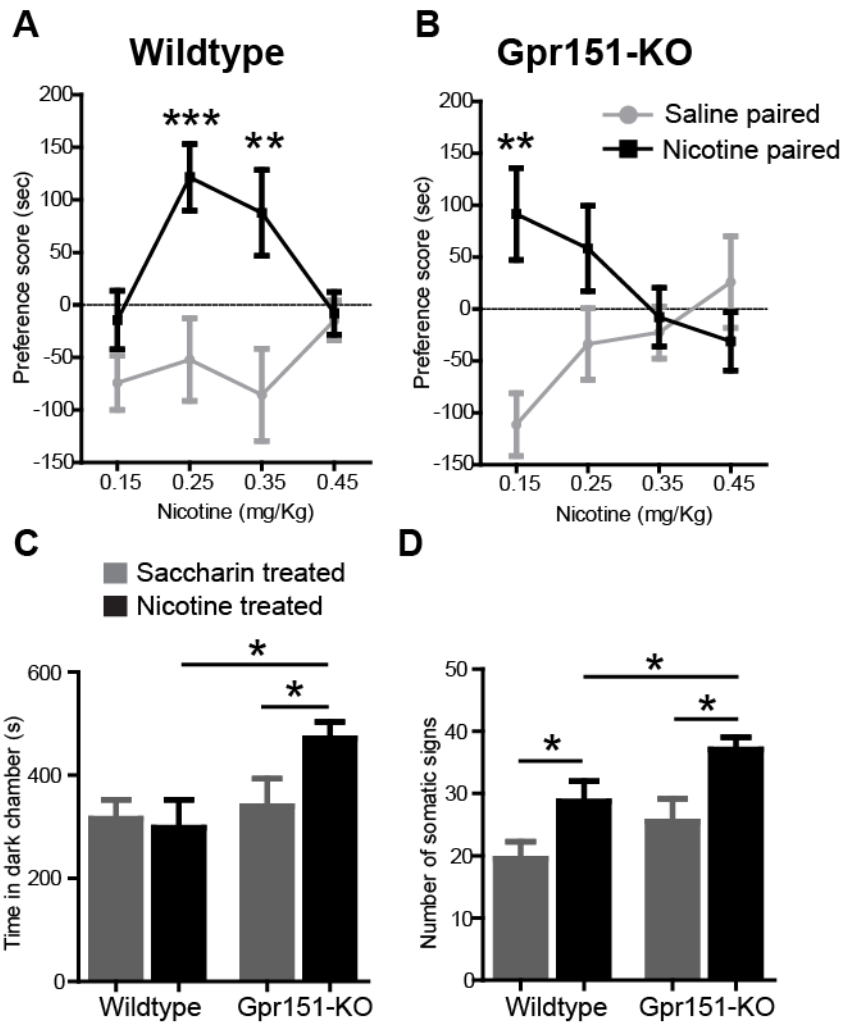 A
Wildtype
Preference score (sec)
200
150
100
50
0
-50
-100
-150
***
**
0.15 0.25 0.35 0.45
Nicotine (mg/Kg)
B
Gpr151-KO
Preference score (sec)
200
150
100
50
0
-50
-100
-150
Saline paired
Nicotine paired
**
0.15 0.25 0.35 0.45
Nicotine (mg/Kg)
C
Saccharin treated
Nicotine treated
Time in dark chamber (s)
600
400
200
0
*
*
Wildtype Gpr151-KO
D
Number of somatic signs
50
40
30
20
10
0
*
*
*
Wildtype Gpr151-KO